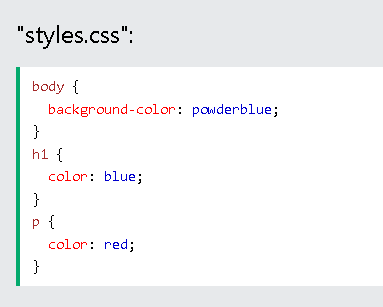 "styles.css":
body {
  background-color: powderblue;
}
h1 {
  color: blue;
}
p {
  color: red;
}